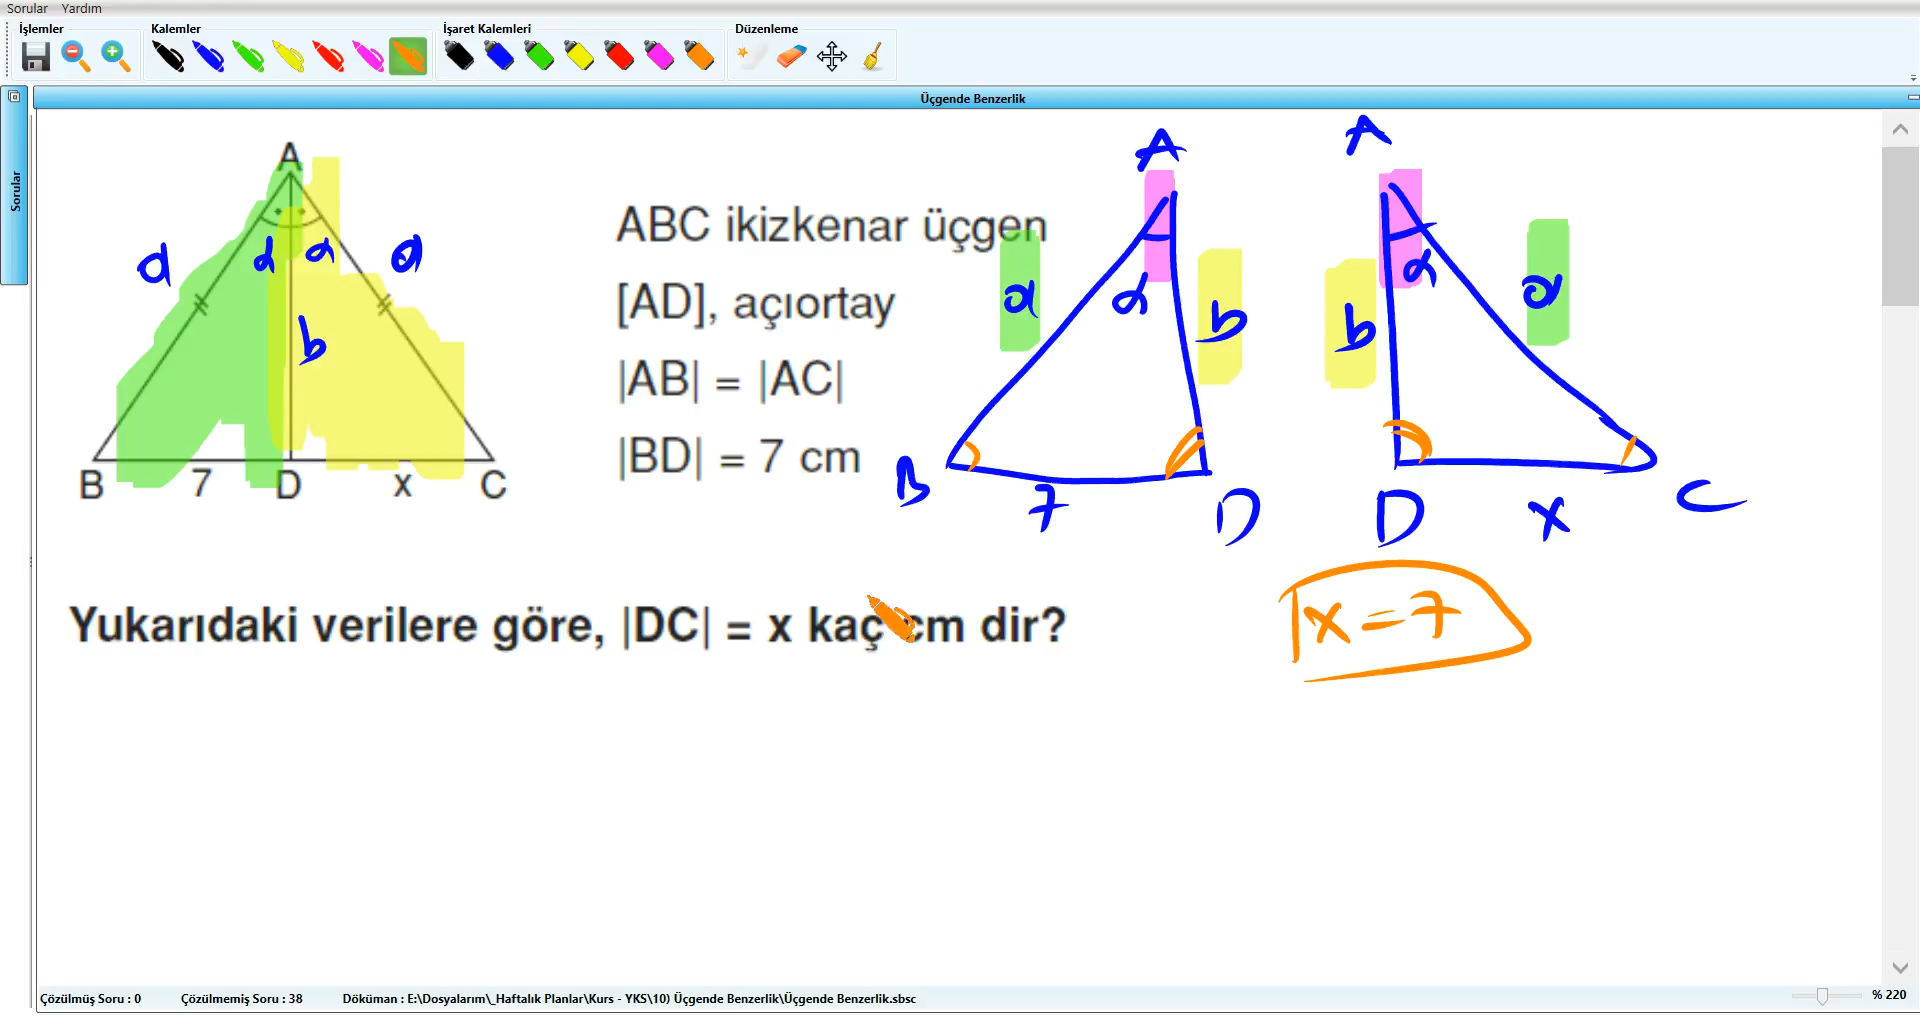 Sorular Yardım
İşlemler Kalemler İşaret Kalemleri Düzenleme
Üçgende Benzerlik
Sorular
A
a α α a
b
B 7 D x C
ABC ikizkenar üçgen
[AD], açıortay
|AB| = |AC|
|BD| = 7 cm
A A
a α b b α a
B 7 D D x C
Yukarıdaki verilere göre, |DC| = x kaç cm dir?
x = 7
Çözülmüş Soru : 0 Çözülmemiş Soru : 38 Döküman : E:\Dosyalarım\_Haftalık Planlar\Kurs - YKS\10) Üçgende Benzerlik\Üçgende Benzerlik.sbsc % 220